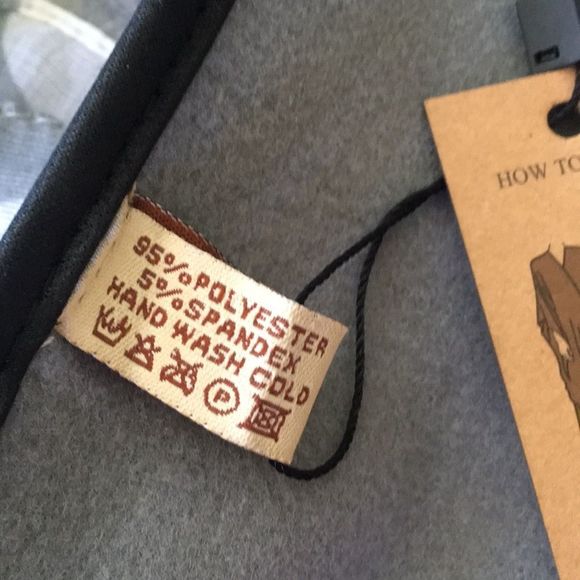 95% POLYESTER
5% SPANDEX
HAND WASH COLD
P
HOW TO